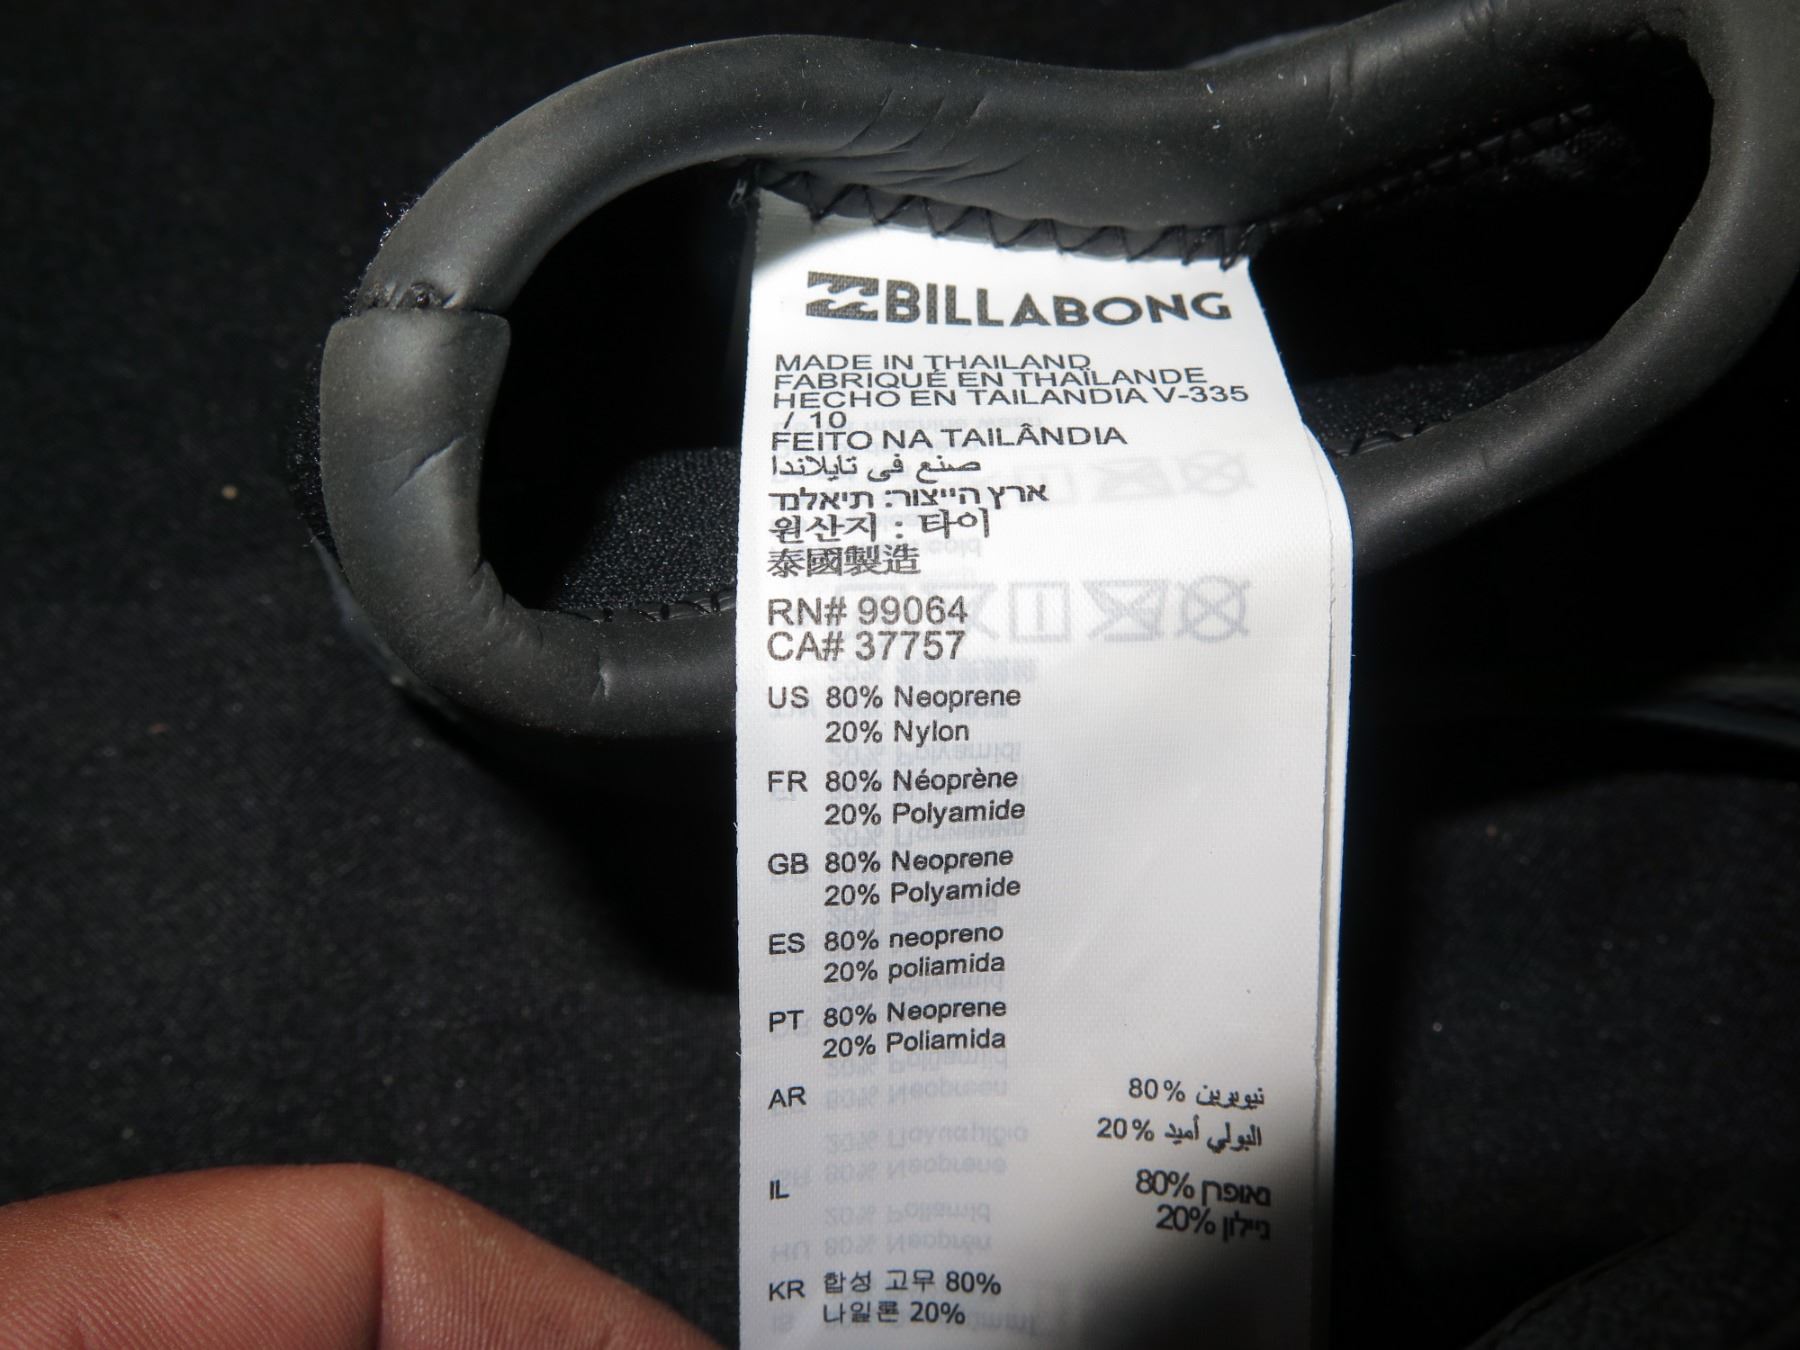 BILLABONG
MADE IN THAILAND
FABRIQUÉ EN THAÏLANDE
HECHO EN TAILANDIA V-335
/ 10
FEITO NA TAILÂNDIA
صنع في تايلاندا
ארץ הייצור: תיאלנד
원산지 : 타이
泰國製造
RN# 99064
CA# 37757
US 80% Neoprene
20% Nylon
FR 80% Néoprène
20% Polyamide
GB 80% Neoprene
20% Polyamide
ES 80% neopreno
20% poliamida
PT 80% Neoprene
20% Poliamida
AR 80% نيوبرين
20% البولي أميد
IL 80%
20% ניילון
KR 합성 고무 80%
나일론 20%